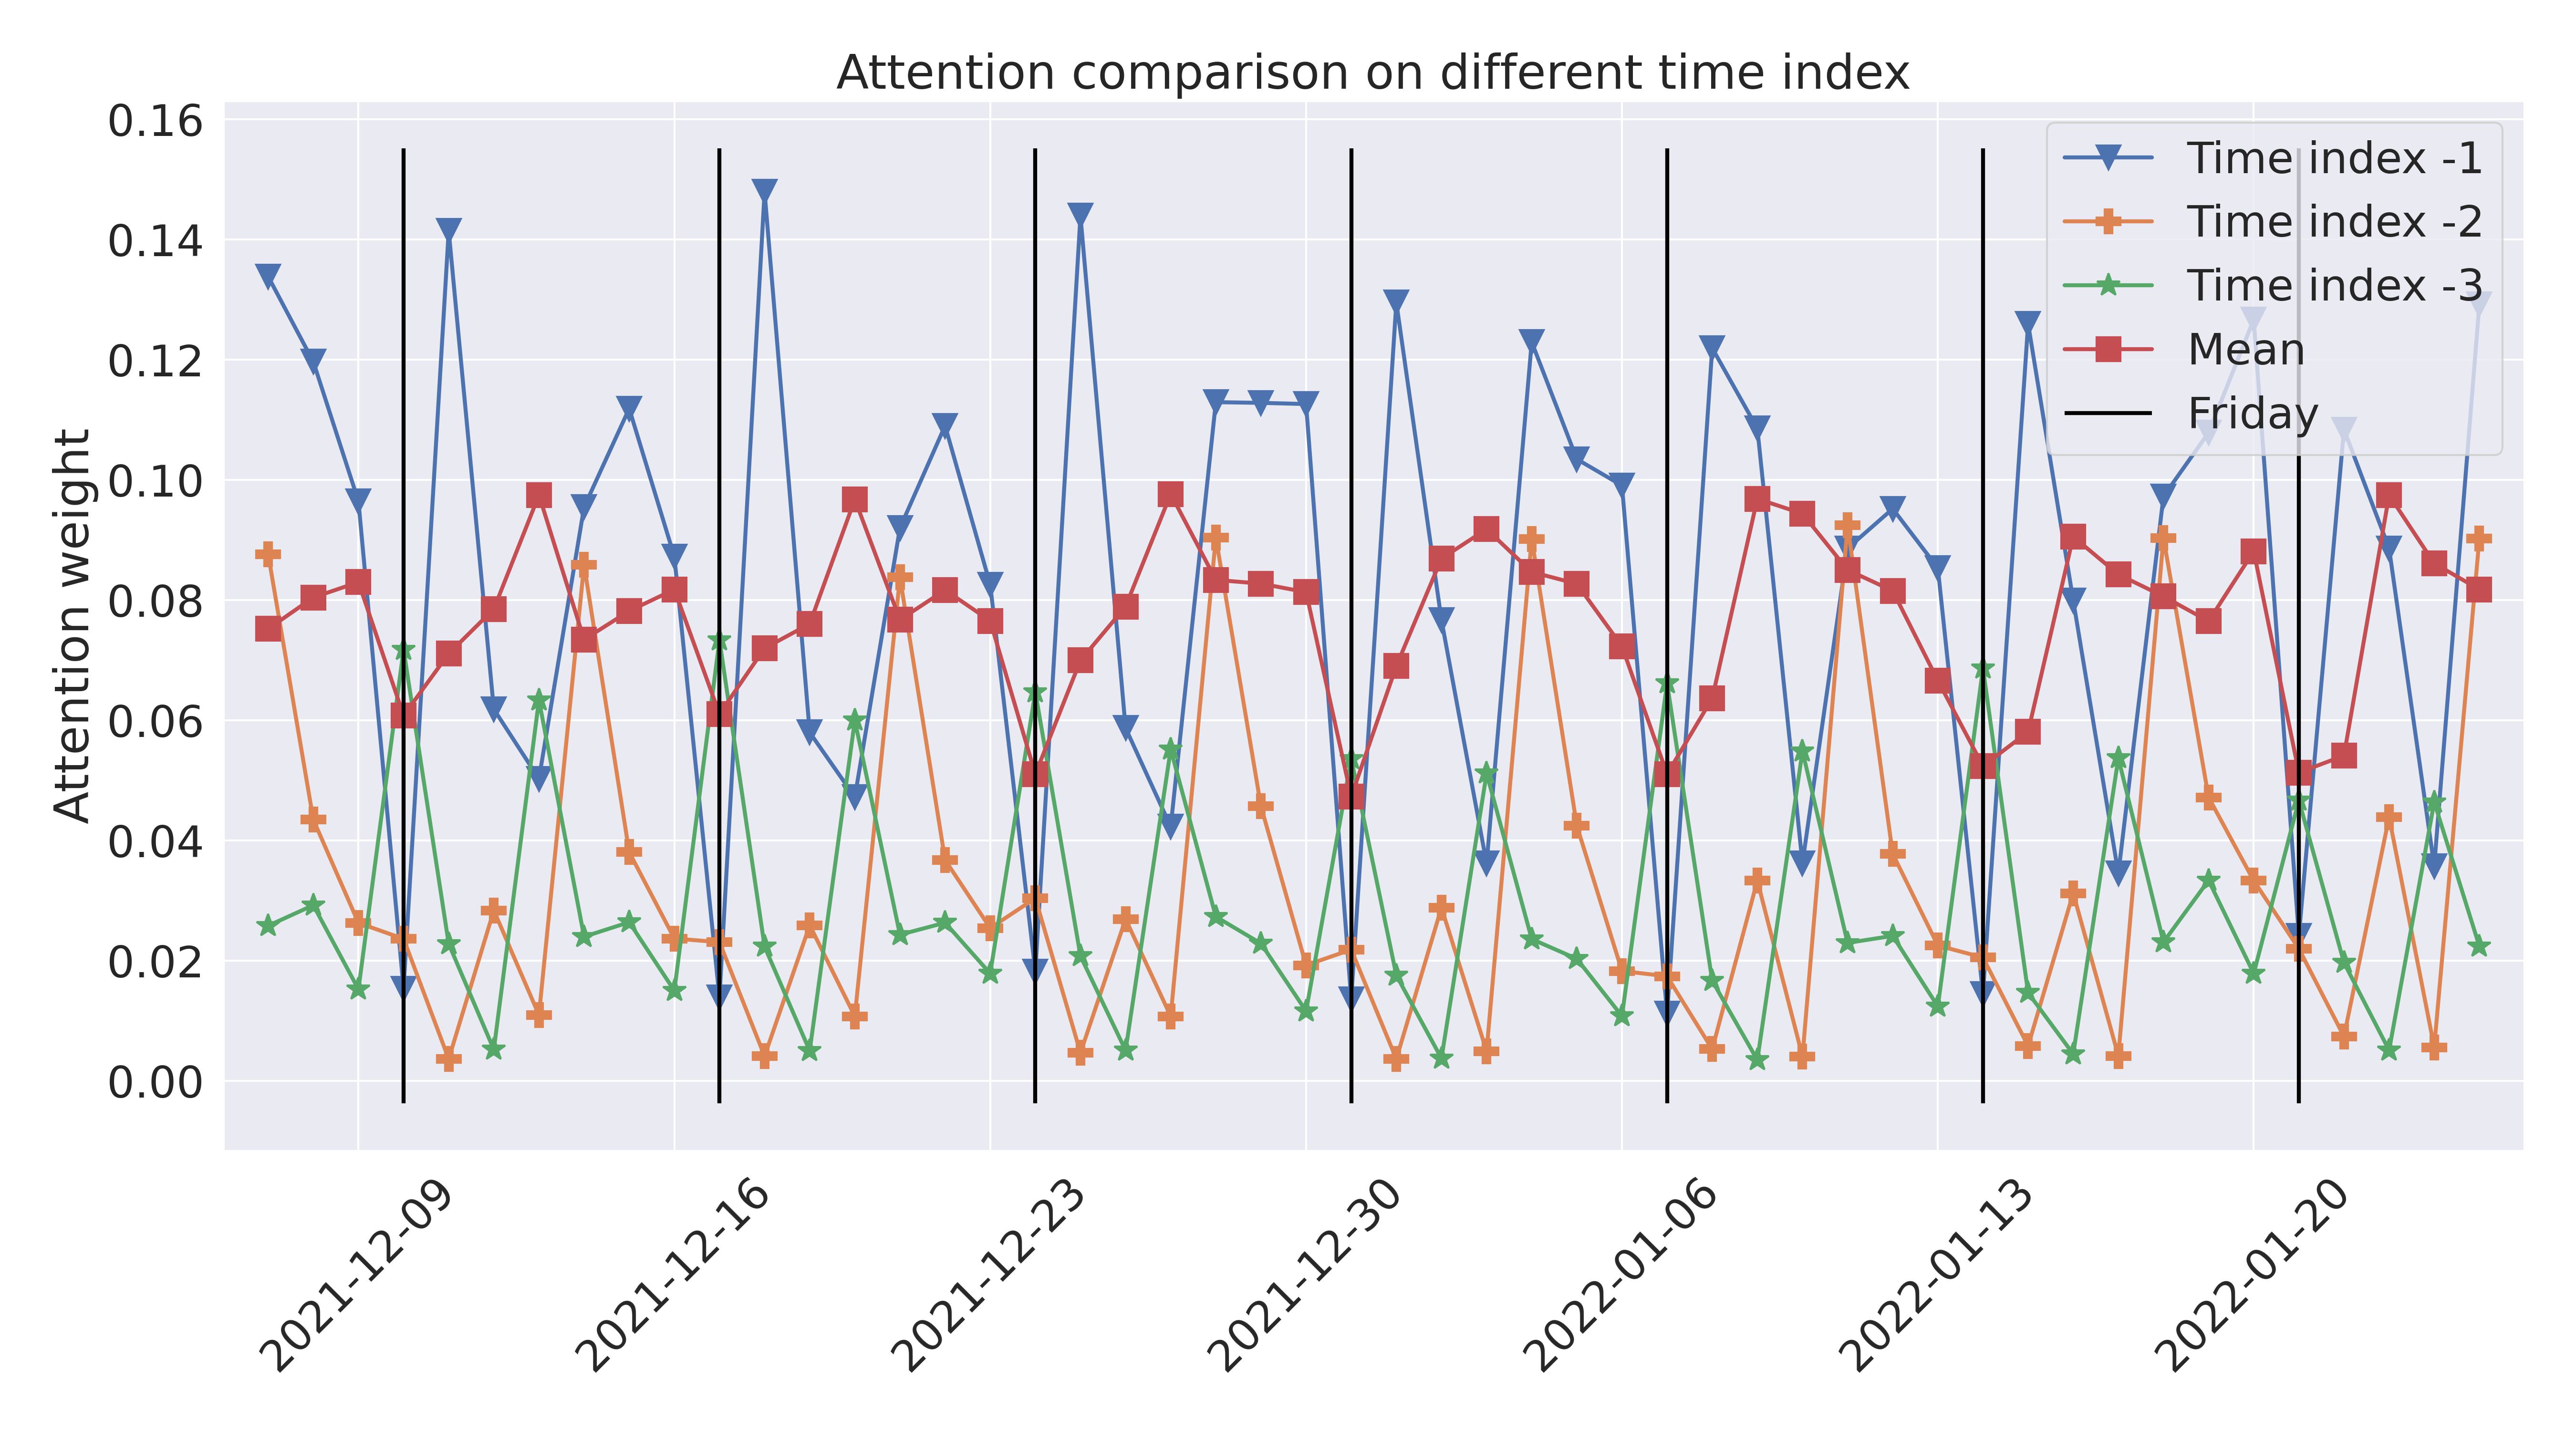 Attention comparison on different time index
Attention weight
0.16
0.14
0.12
0.10
0.08
0.06
0.04
0.02
0.00
Time index -1
Time index -2
Time index -3
Mean
Friday
2021-12-09
2021-12-16
2021-12-23
2021-12-30
2022-01-06
2022-01-13
2022-01-20